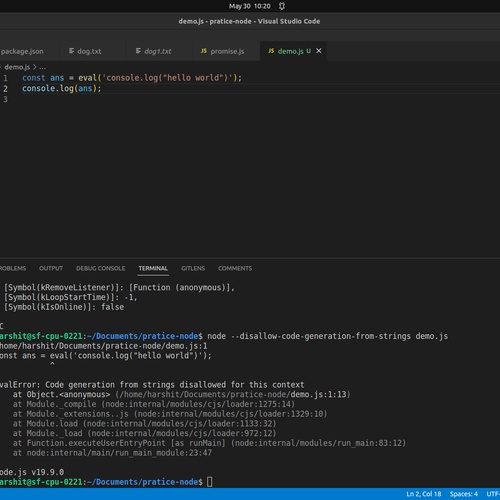 May 30 10:20
demo.js - pratice-node - Visual Studio Code
package.json dog.txt dog1.txt promise.js demo.js U
demo.js > ...
1 const ans = eval('console.log("hello world")');
2 console.log(ans);
3
ROBLEMS OUTPUT DEBUG CONSOLE TERMINAL GITLENS COMMENTS
[Symbol(kRemoveListener)]: [Function (anonymous)],
[Symbol(kLoopStartTime)]: -1,
[Symbol(kIsOnline)]: false
C
arshit@sf-cpu-0221:~/Documents/pratice-node$ node --disallow-code-generation-from-strings demo.js
home/harshit/Documents/pratice-node/demo.js:1
onst ans = eval('console.log("hello world")');
^
valError: Code generation from strings disallowed for this context
at Object.<anonymous> (/home/harshit/Documents/pratice-node/demo.js:1:13)
at Module._compile (node:internal/modules/cjs/loader:1275:14)
at Module._extensions..js (node:internal/modules/cjs/loader:1329:10)
at Module.load (node:internal/modules/cjs/loader:1133:32)
at Module._load (node:internal/modules/cjs/loader:972:12)
at Function.executeUserEntryPoint [as runMain] (node:internal/modules/run_main:83:12)
at node:internal/main/run_main_module:23:47
ode.js v19.9.0
arshit@sf-cpu-0221:~/Documents/pratice-node$
Ln 2, Col 18 Spaces: 4 UTF-